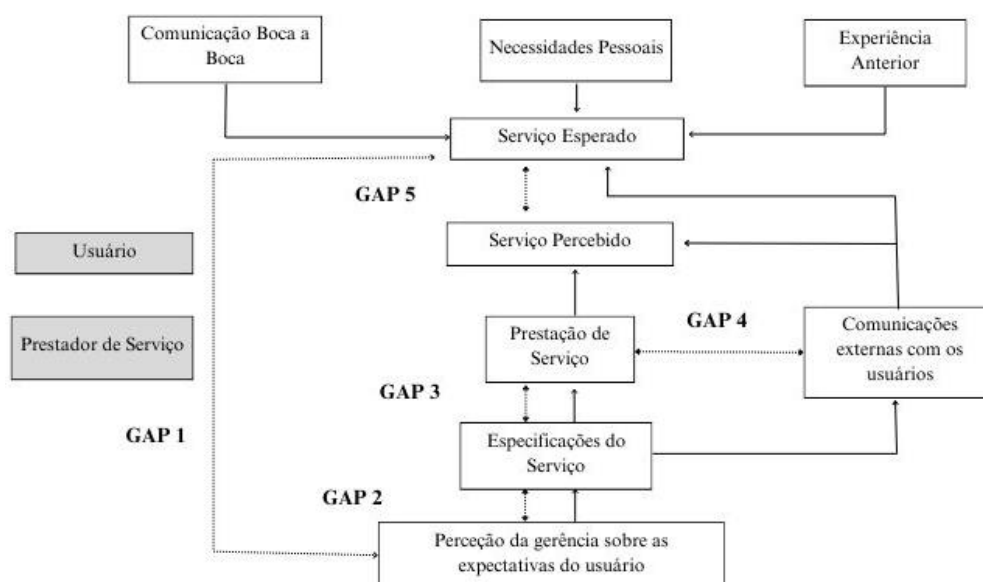 Comunicação Boca a
Boca
Necessidades Pessoais
Experiência
Anterior
Serviço Esperado
GAP 5
Usuário
Serviço Percebido
Prestador de Serviço
Prestação de
Serviço
GAP 4
Comunicações
externas com os
usuários
GAP 3
GAP 1
Especificações do
Serviço
GAP 2
Perceção da gerência sobre as
expectativas do usuário